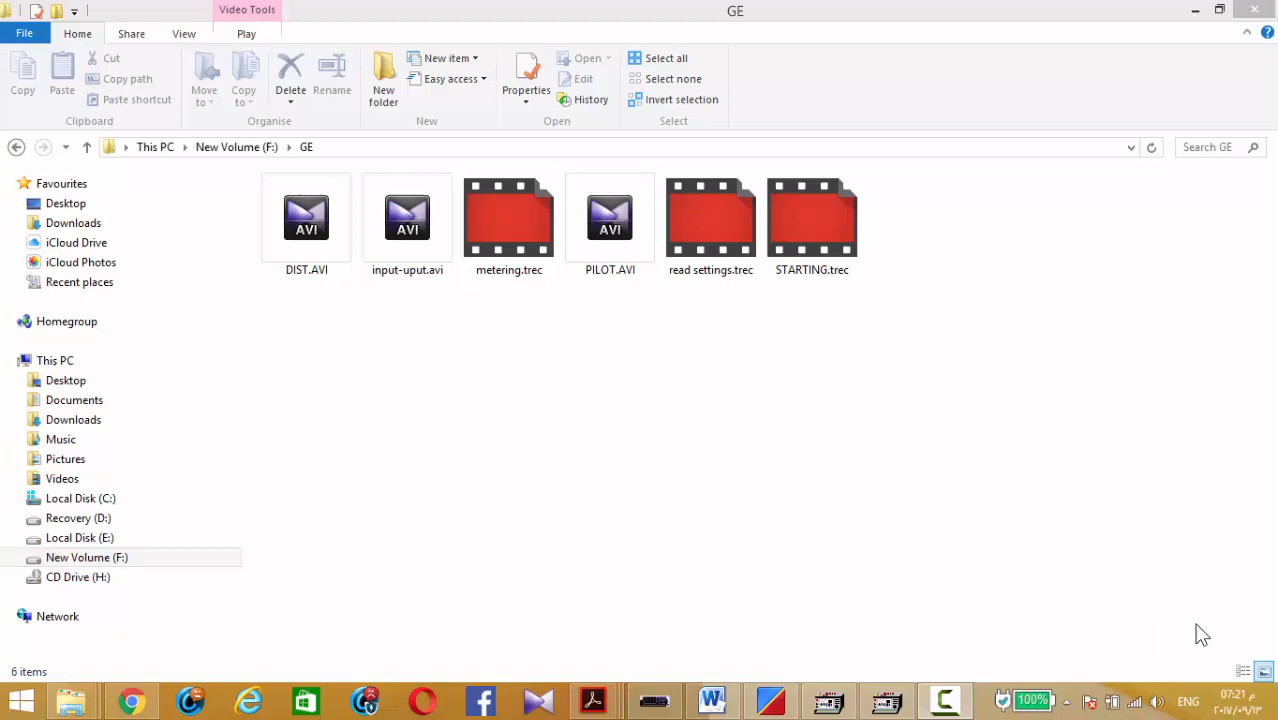 Video Tools
GE
File
Home
Share
View
Play
Copy
Paste
Cut
Copy path
Paste shortcut
Clipboard
Move to
Copy to
Delete
Rename
Organise
New folder
New item
Easy access
New
Properties
Open
Edit
History
Open
Select all
Select none
Invert selection
Select
This PC
New Volume (F:)
GE
Search GE
Favourites
Desktop
Downloads
iCloud Drive
iCloud Photos
Recent places
Homegroup
This PC
Desktop
Documents
Downloads
Music
Pictures
Videos
Local Disk (C:)
Recovery (D:)
Local Disk (E:)
New Volume (F:)
CD Drive (H:)
Network
AVI
AVI
AVI
DIST.AVI
input-uput.avi
metering.trec
PILOT.AVI
read settings.trec
STARTING.trec
6 items
100%
ENG
07:21 م
٢٠١٧/٠٩/١٣